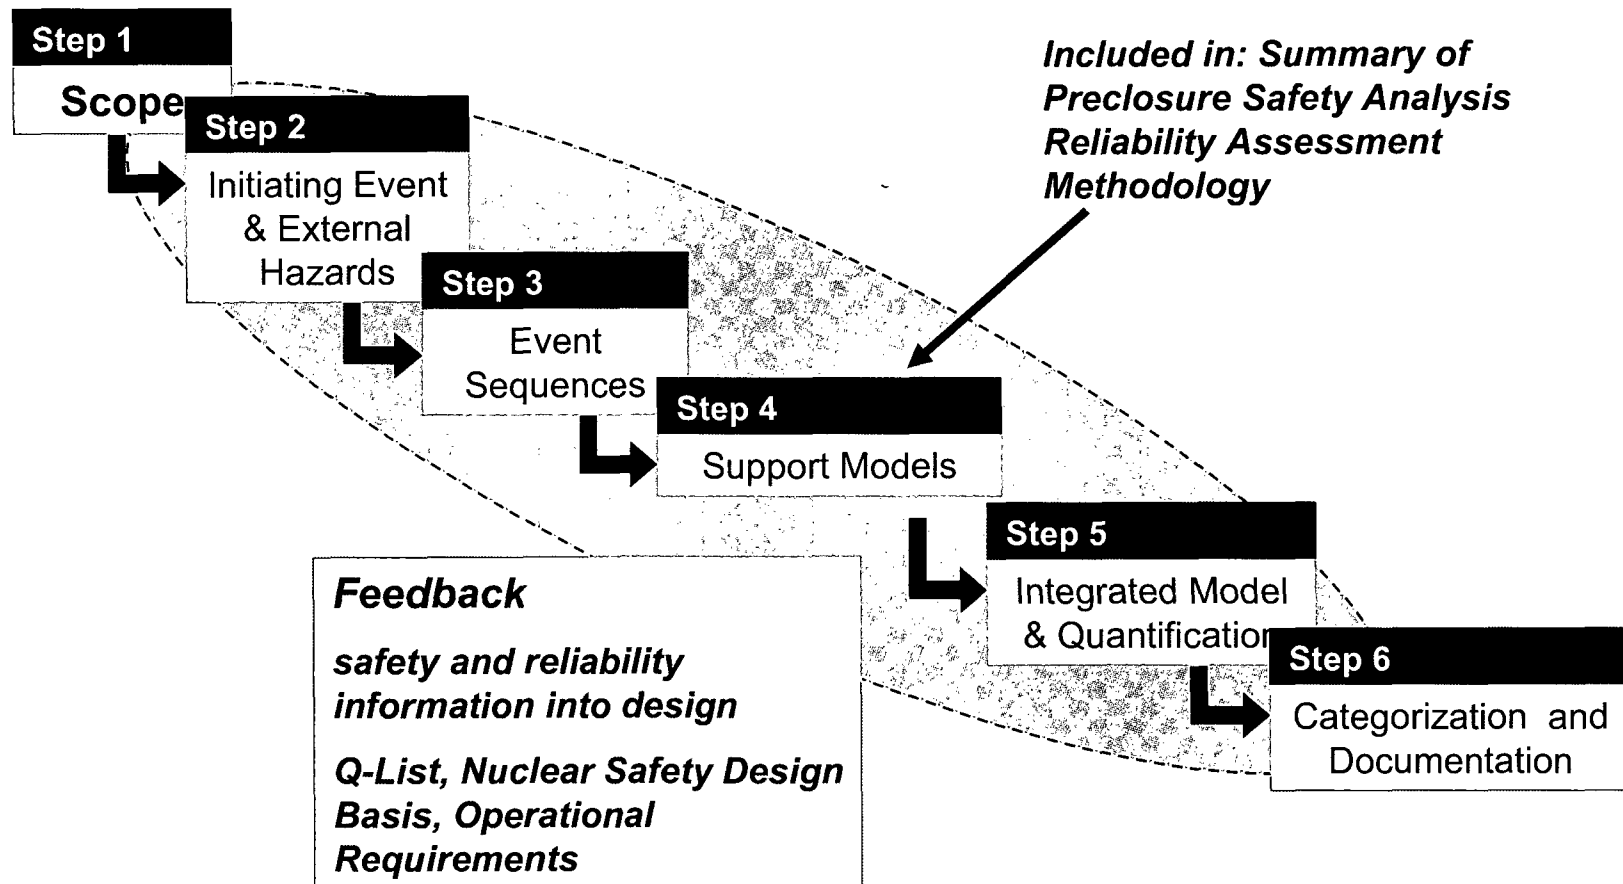 Step 1
Scope
Step 2
Initiating Event
& External
Hazards
Step 3
Event
Sequences
Step 4
Support Models
Step 5
Integrated Model
& Quantification
Step 6
Categorization and
Documentation
Included in: Summary of
Preclosure Safety Analysis
Reliability Assessment
Methodology
Feedback
safety and reliability
information into design
Q-List, Nuclear Safety Design
Basis, Operational
Requirements